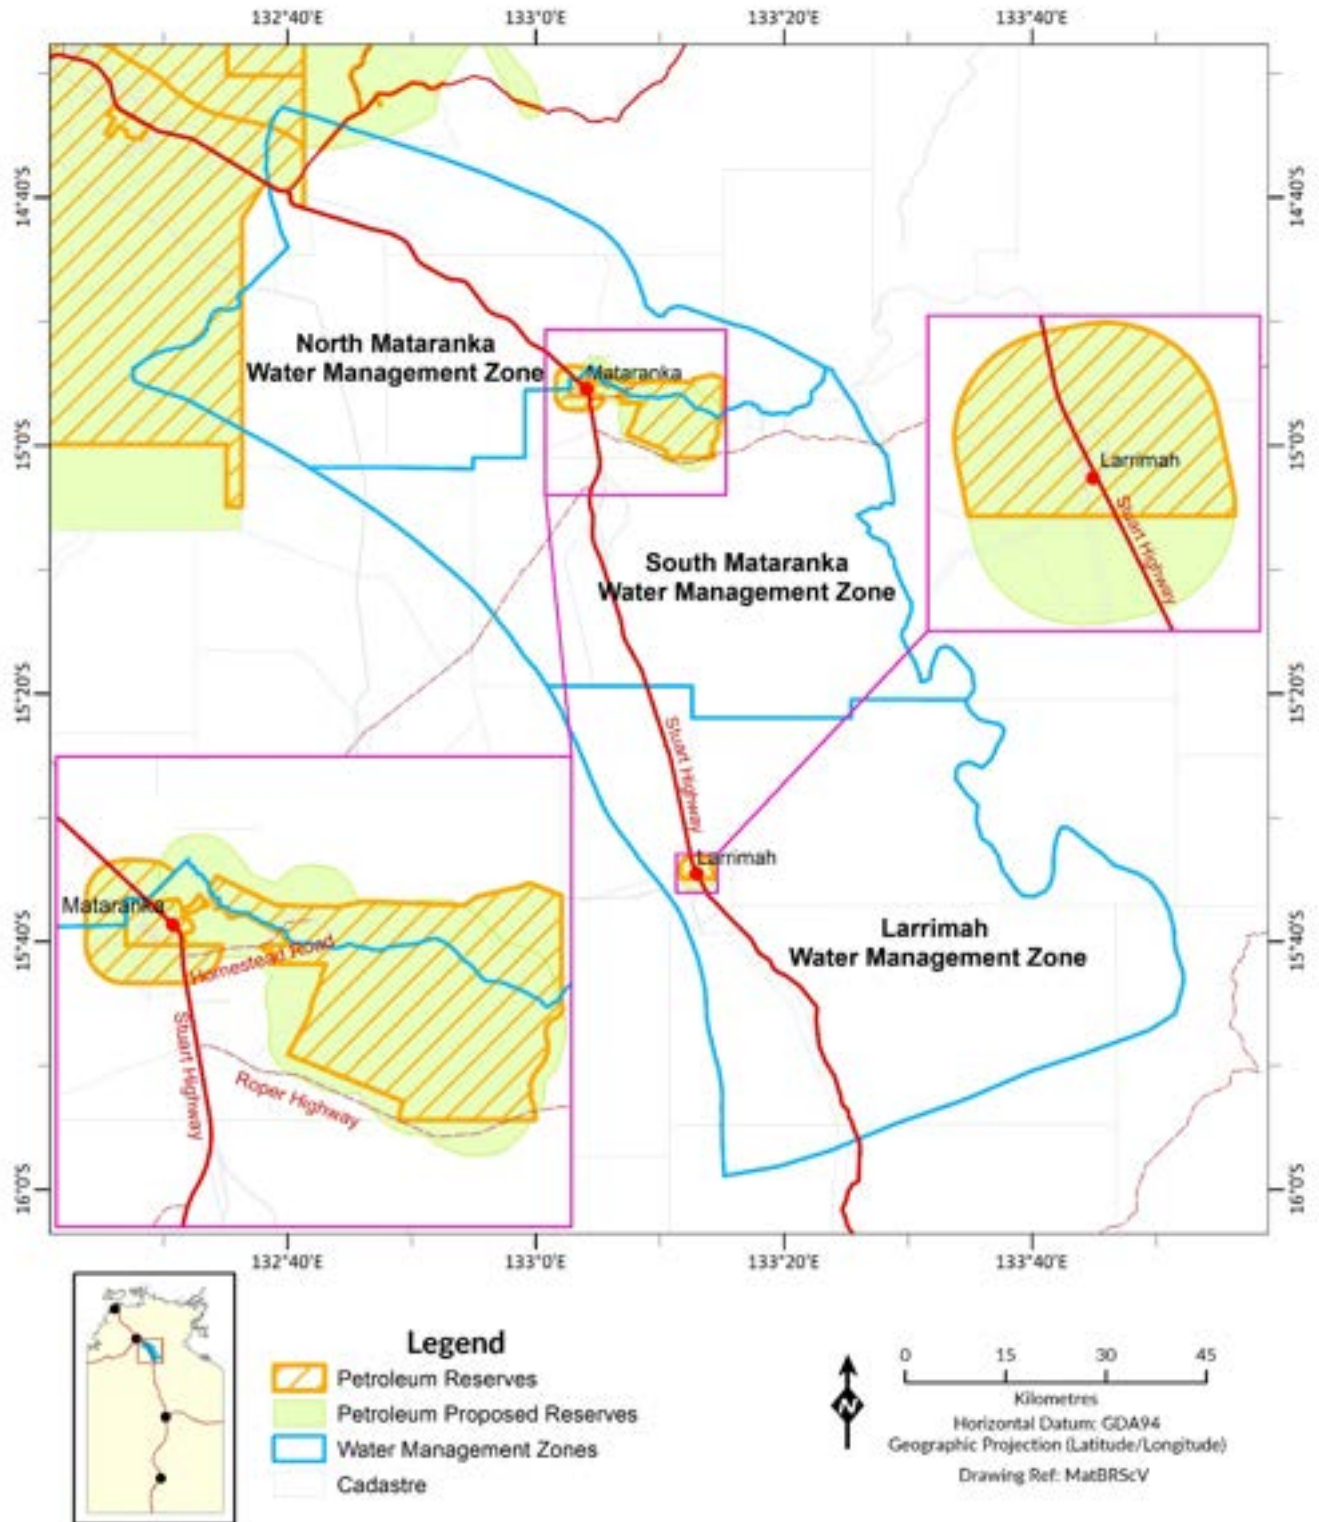 132°40'E
133°0'E
133°20'E
133°40'E
14°40'S
14°40'S
North Mataranka
Water Management Zone
Mataranka
Larrimah
Stuart Highway
15°0'S
15°0'S
South Mataranka
Water Management Zone
15°20'S
15°20'S
Stuart Highway
Larrimah
Mataranka
Homestead Road
Stuart Highway
Roper Highway
Larrimah
Water Management Zone
15°40'S
15°40'S
16°0'S
16°0'S
132°40'E
133°0'E
133°20'E
133°40'E
Legend
Petroleum Reserves
Petroleum Proposed Reserves
Water Management Zones
Cadastre
N
0 15 30 45
Kilometres
Horizontal Datum: GDA94
Geographic Projection (Latitude/Longitude)
Drawing Ref: MatBRScV